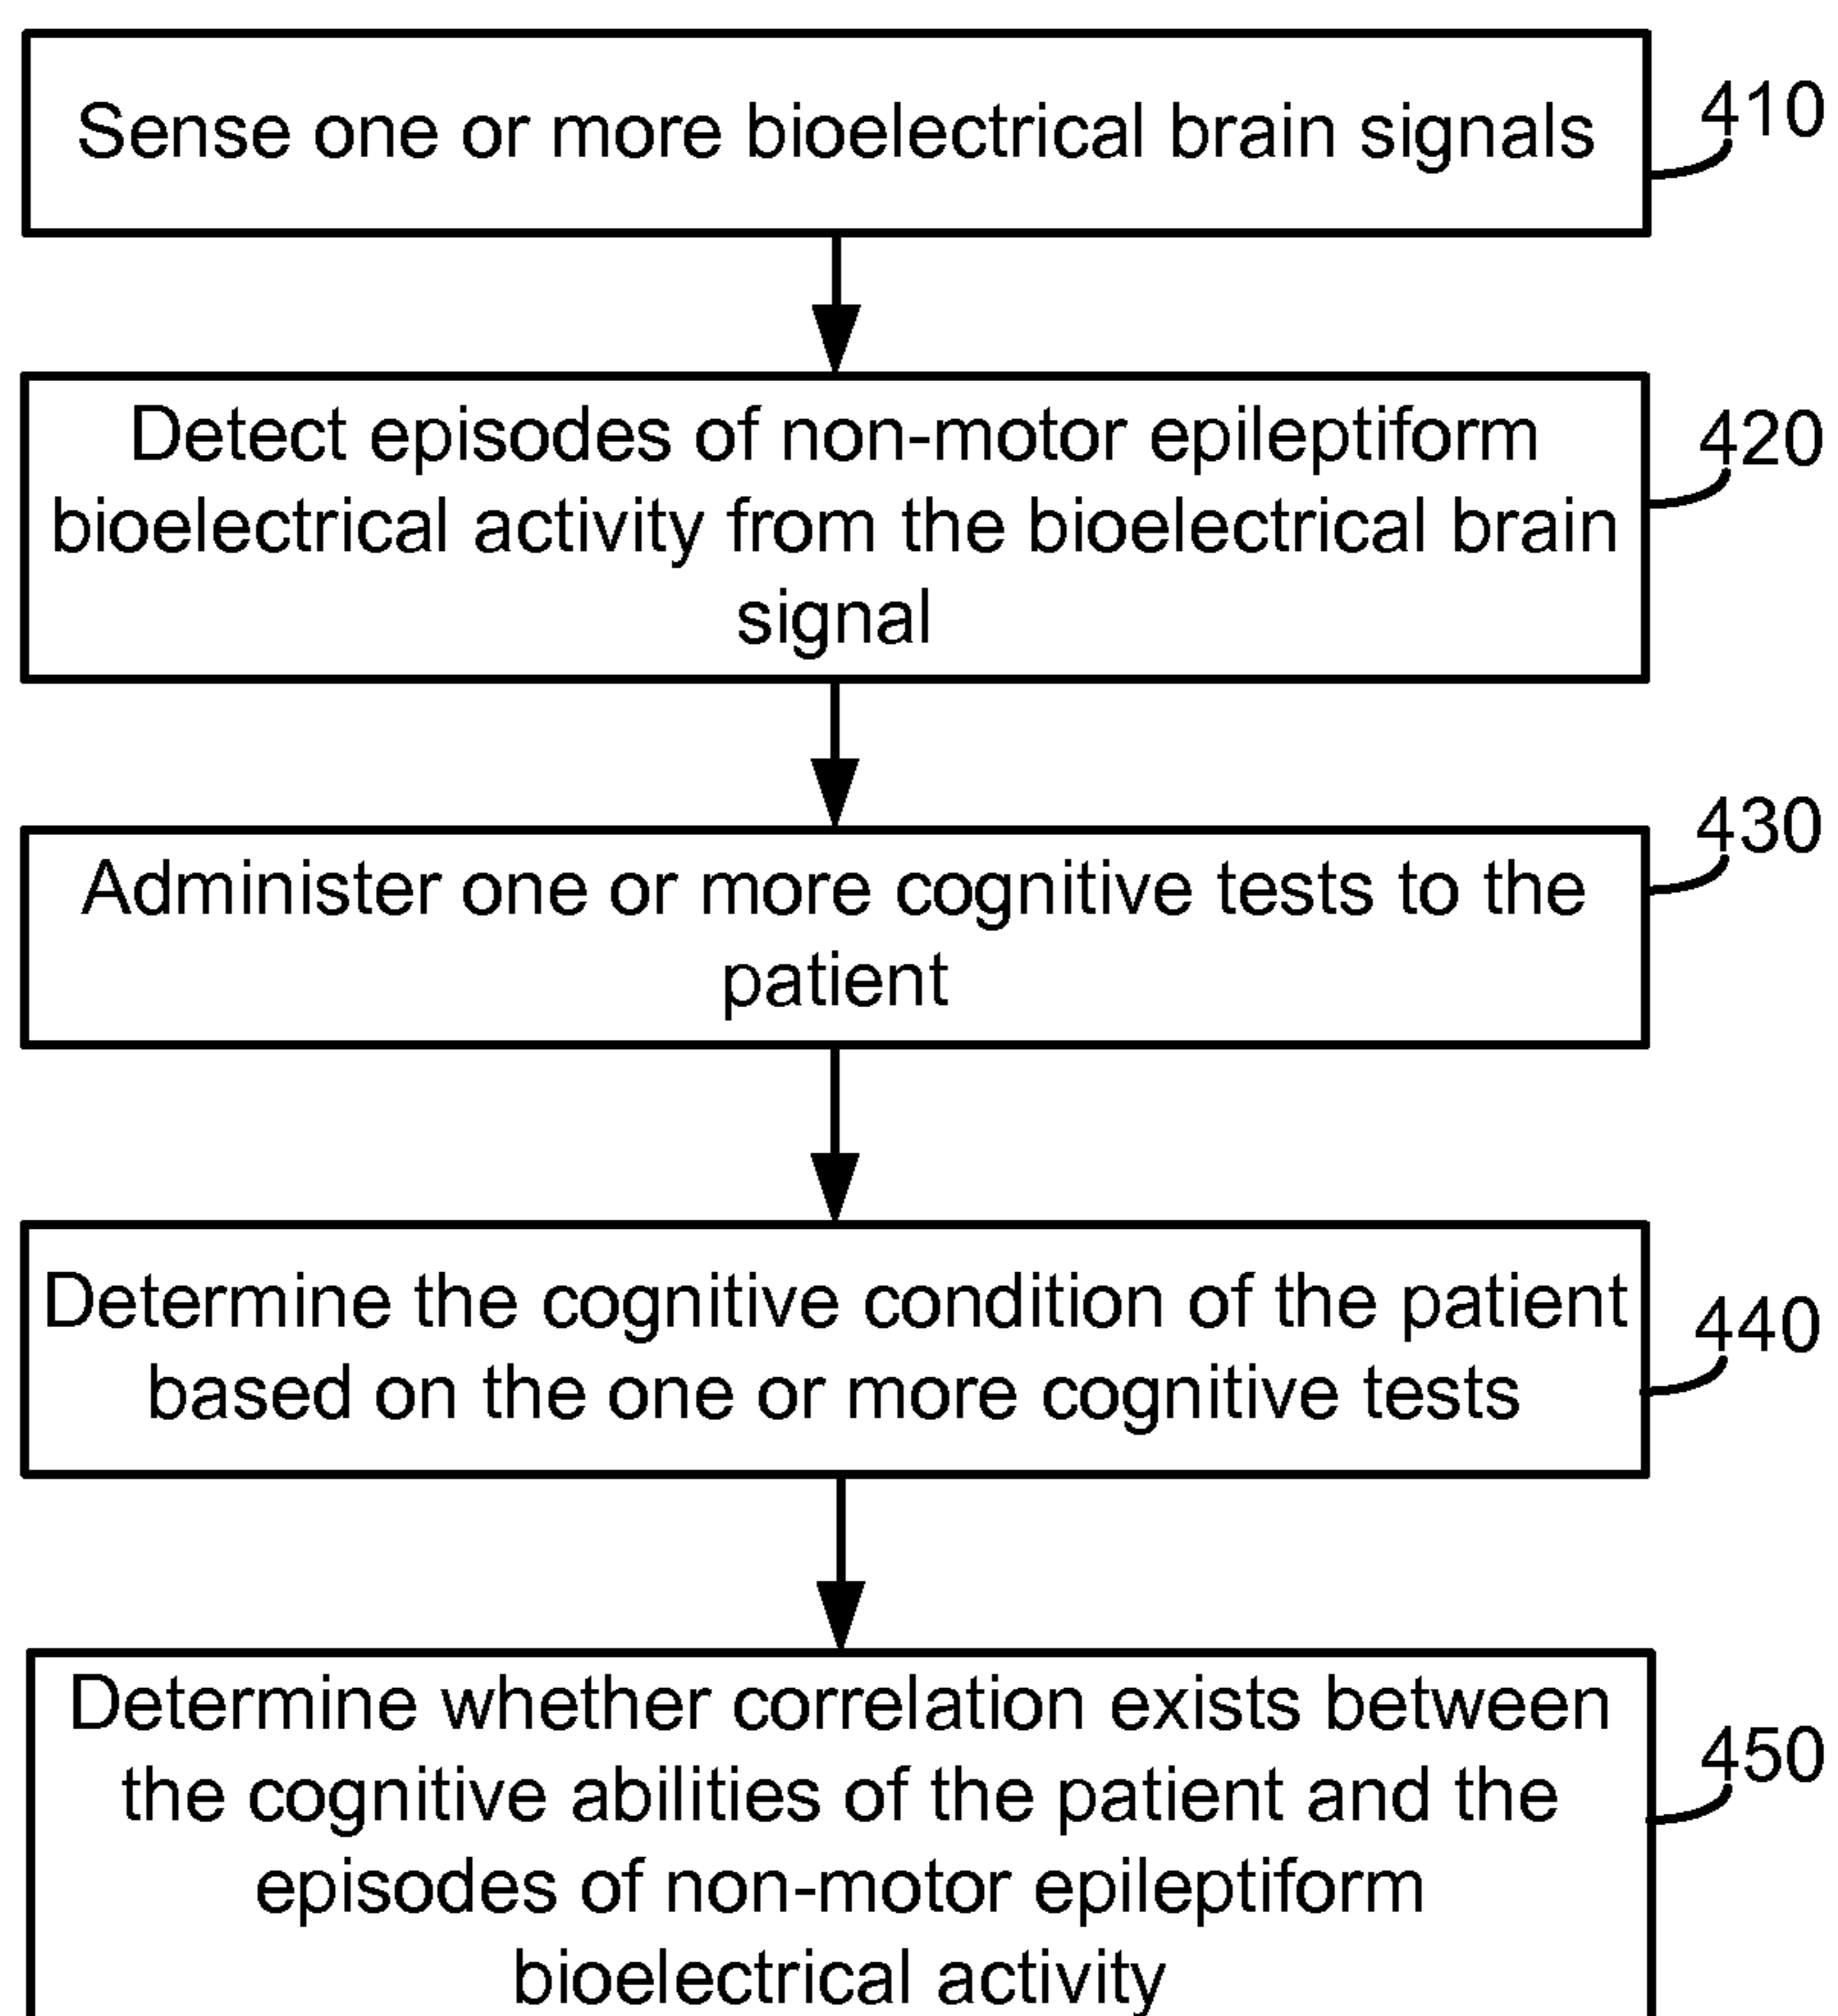 Sense one or more bioelectrical brain signals
410
Detect episodes of non-motor epileptiform
bioelectrical activity from the bioelectrical brain
signal
420
Administer one or more cognitive tests to the
patient
430
Determine the cognitive condition of the patient
based on the one or more cognitive tests
440
Determine whether correlation exists between
the cognitive abilities of the patient and the
episodes of non-motor epileptiform
bioelectrical activity
450